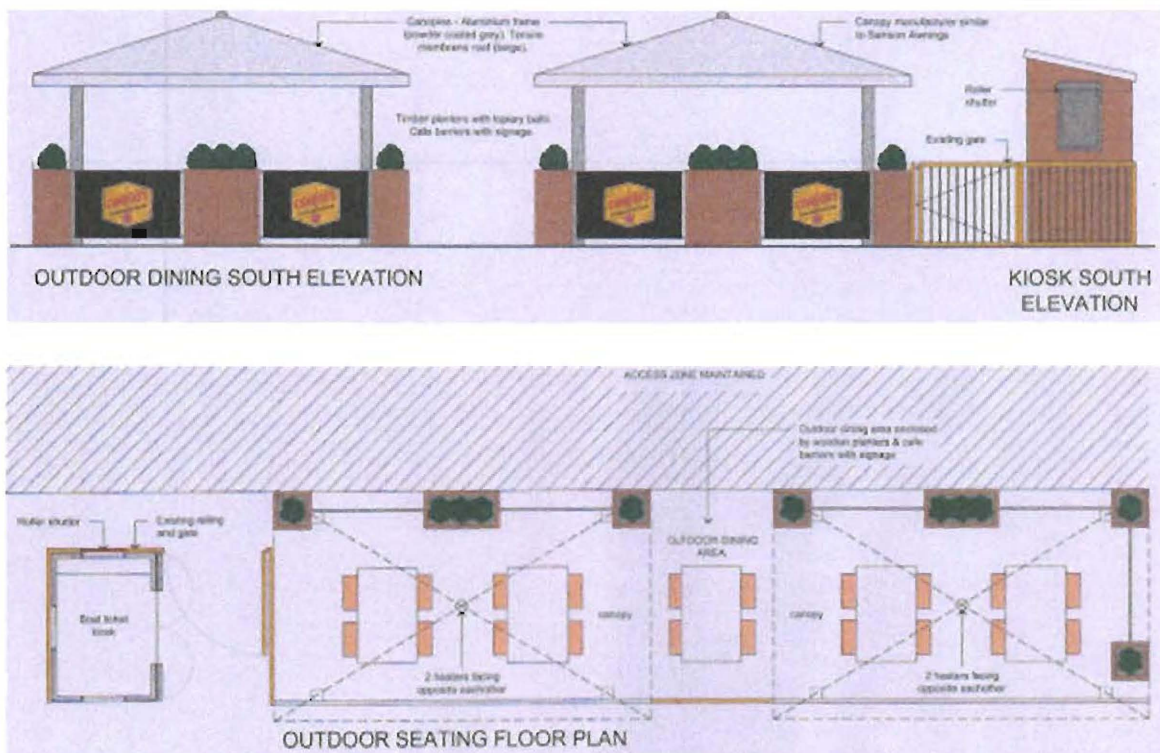 Canopies - Aluminium frame
(powder coated grey). Tensile
membrane roof (beige).
Canopy manufacturer similar
to Samson Awnings
Roller
shutter
Timber planters with topiary balls
Cafe barriers with signage
Existing gate
OUTDOOR DINING SOUTH ELEVATION
KIOSK SOUTH
ELEVATION
ACCESS ZONE MAINTAINED
Outdoor dining area enclosed
by wooden planters & cafe
barriers with signage
Roller shutter
Existing railing
and gate
OUTDOOR DINING
AREA
Boat ticket
kiosk
canopy
canopy
2 heaters facing
opposite eachother
2 heaters facing
opposite eachother
OUTDOOR SEATING FLOOR PLAN